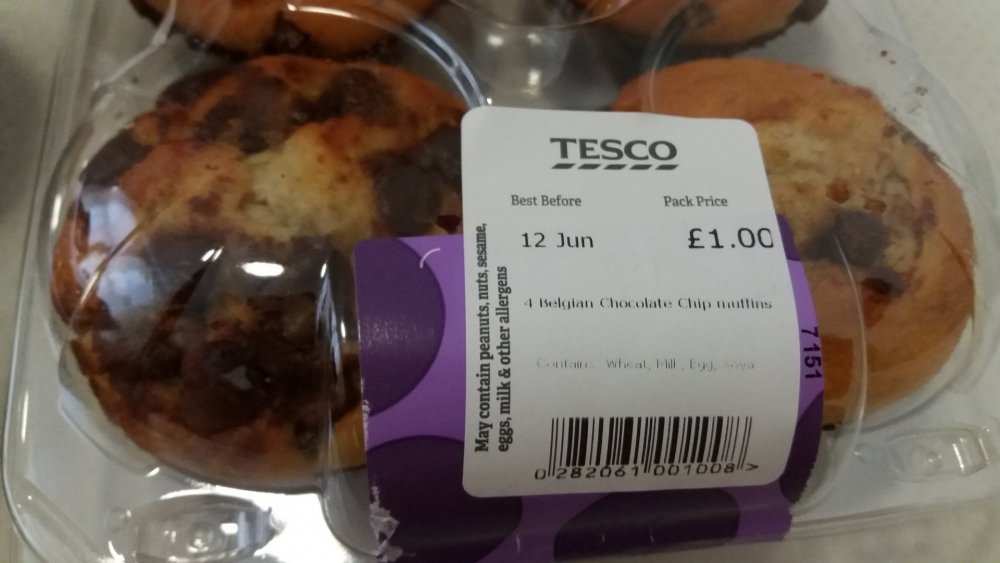 TESCO
Best Before Pack Price
12 Jun £1.00
4 Belgian Chocolate Chip muffins
Contains Wheat, Milk, Egg, Soya
0 282061 001008 >
May contain peanuts, nuts, sesame,
eggs, milk & other allergens
7151